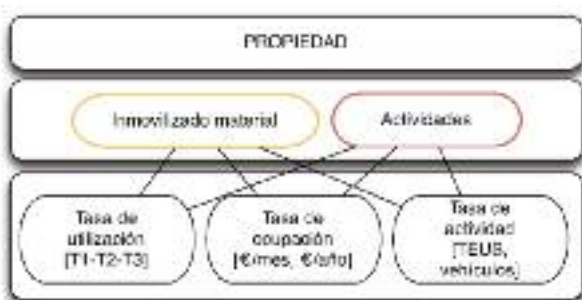 PROPIEDAD
Inmovilizado material
Actividades
Tasa de
utilización
[T1-T2-T3]
Tasa de
ocupación
[€/mes, €/año]
Tasa de
actividad
[TEUS,
vehículos]